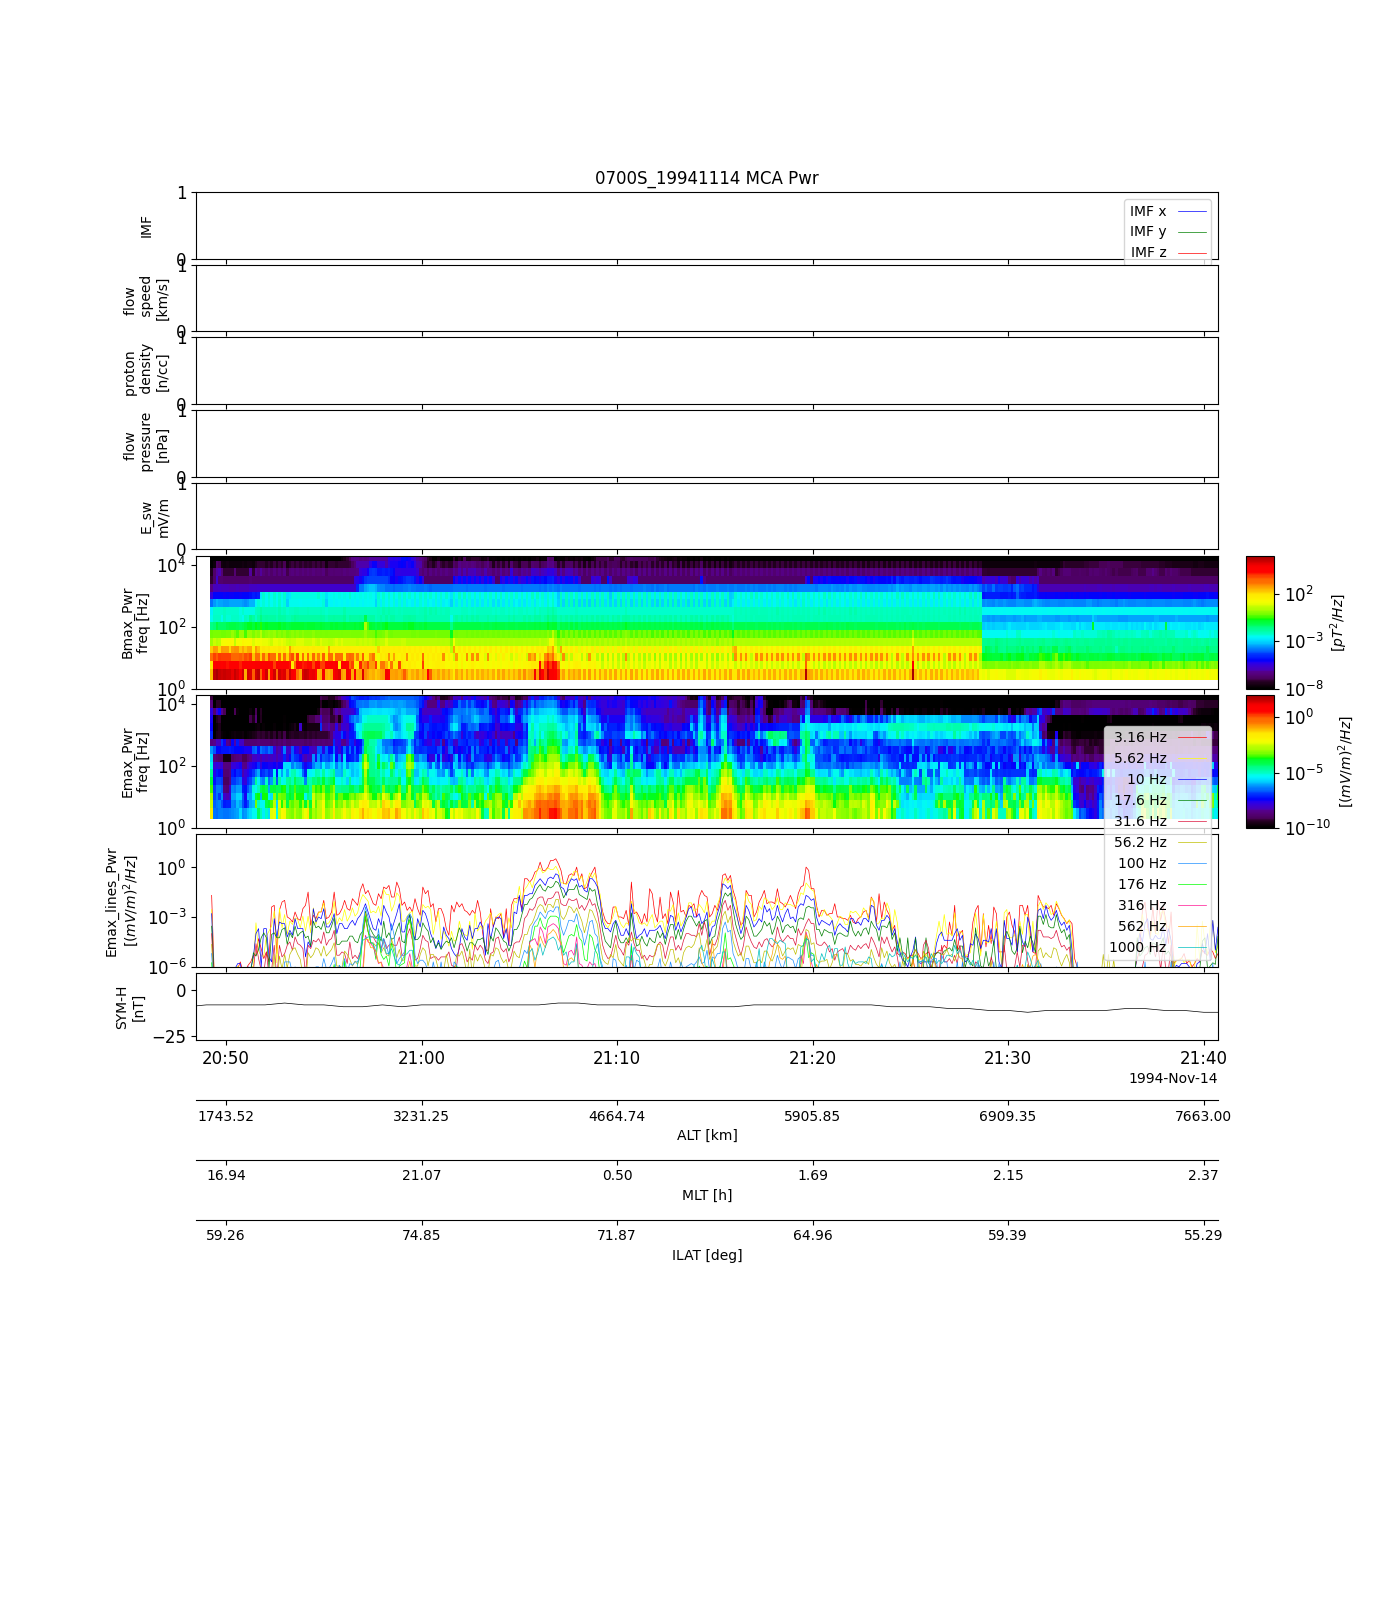 0700S_19941114 MCA Pwr
1
IMF
0
IMF x
IMF y
IMF z
1
flow
speed
[km/s]
0
1
proton
density
[n/cc]
0
1
flow
pressure
[nPa]
0
1
E_sw
mV/m
0
10^4
10^2
10^0
Bmax_Pwr
freq [Hz]
10^2
10^-3
10^-8
[pT^2/Hz]
10^4
10^2
10^0
Emax_Pwr
freq [Hz]
10^0
10^-5
10^-10
[(mV/m)^2/Hz]
3.16 Hz
5.62 Hz
10 Hz
17.6 Hz
31.6 Hz
56.2 Hz
100 Hz
176 Hz
316 Hz
562 Hz
1000 Hz
10^0
10^-3
10^-6
Emax_lines_Pwr
[(mV/m)^2/Hz]
0
−25
SYM-H
[nT]
20:50 21:00 21:10 21:20 21:30 21:40
1994-Nov-14
1743.52 3231.25 4664.74 5905.85 6909.35 7663.00
ALT [km]
16.94 21.07 0.50 1.69 2.15 2.37
MLT [h]
59.26 74.85 71.87 64.96 59.39 55.29
ILAT [deg]